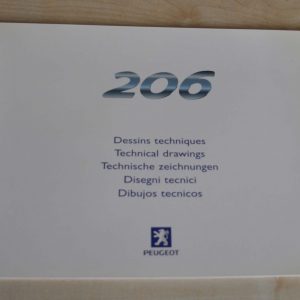 206
Dessins techniques
Technical drawings
Technische zeichnungen
Disegni tecnici
Dibujos tecnicos
PEUGEOT